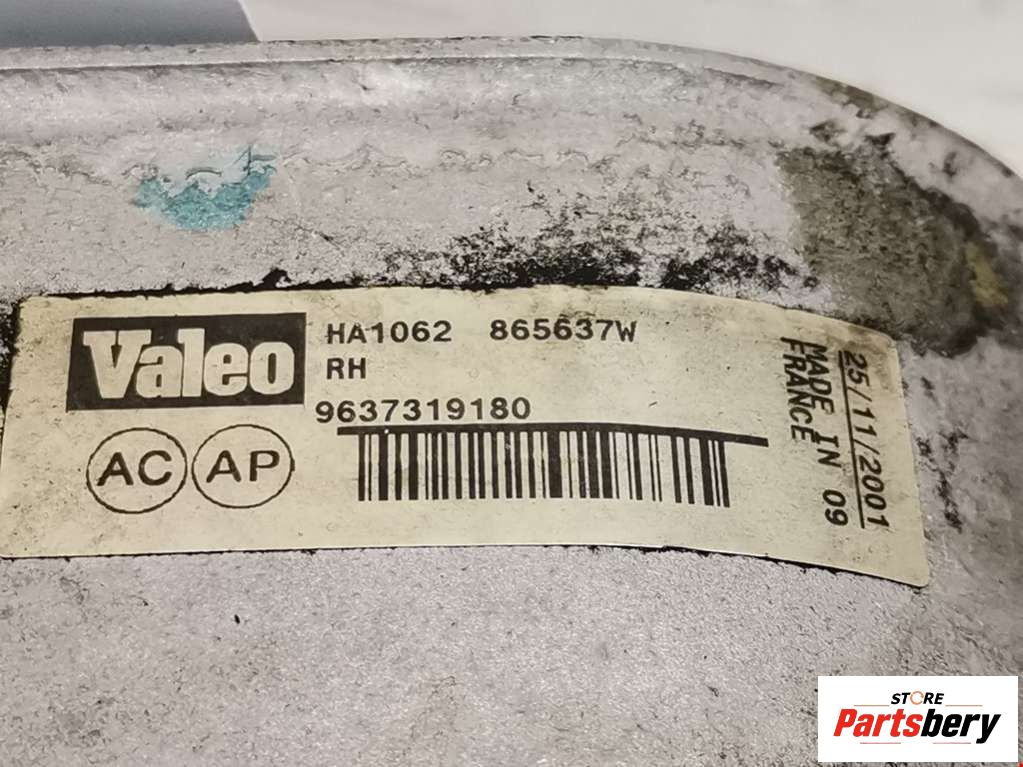 Valeo
HA1062 865637W
RH
9637319180
AC AP
25/11/2001
MADE IN 09
FRANCE
STORE
Partsbery